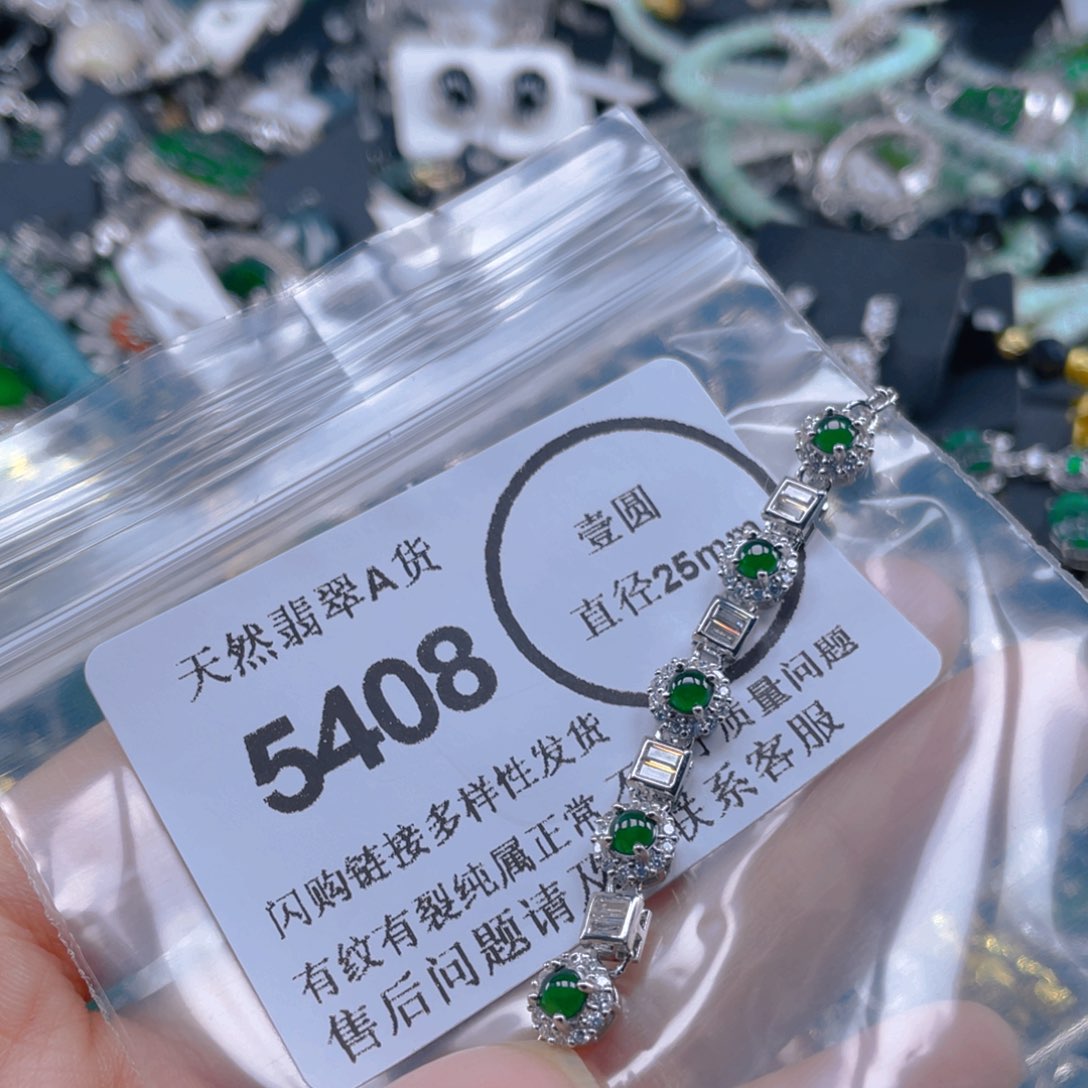 天然翡翠A货
5408
壹圆
直径25mm
闪购链接多样性发货
有纹有裂纯属正常 质量问题
售后问题请 联系客服